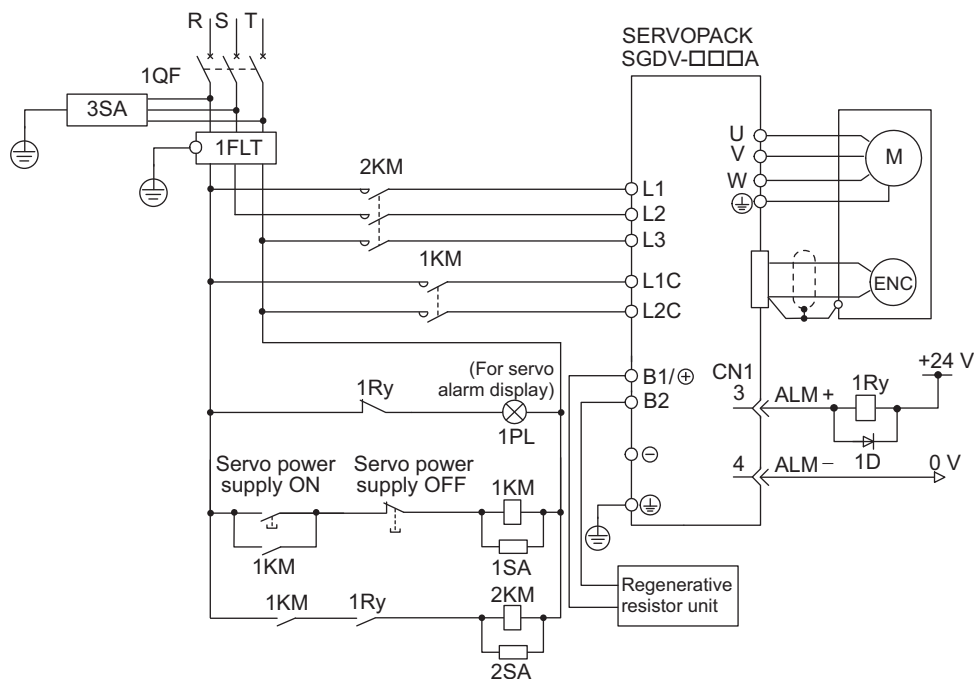 R S T
SERVOPACK
SGDV-□□□A
1QF
3SA
1FLT
2KM
U
V
W
M
L1
L2
L3
1KM
L1C
L2C
ENC
(For servo
alarm display)
1Ry
1PL
B1/⊕
B2
CN1
3
ALM +
1Ry
+24 V
1D
⊖
4
ALM −
0 V
Servo power
supply ON
Servo power
supply OFF
1KM
1KM
1SA
1KM
1Ry
2KM
2SA
Regenerative
resistor unit